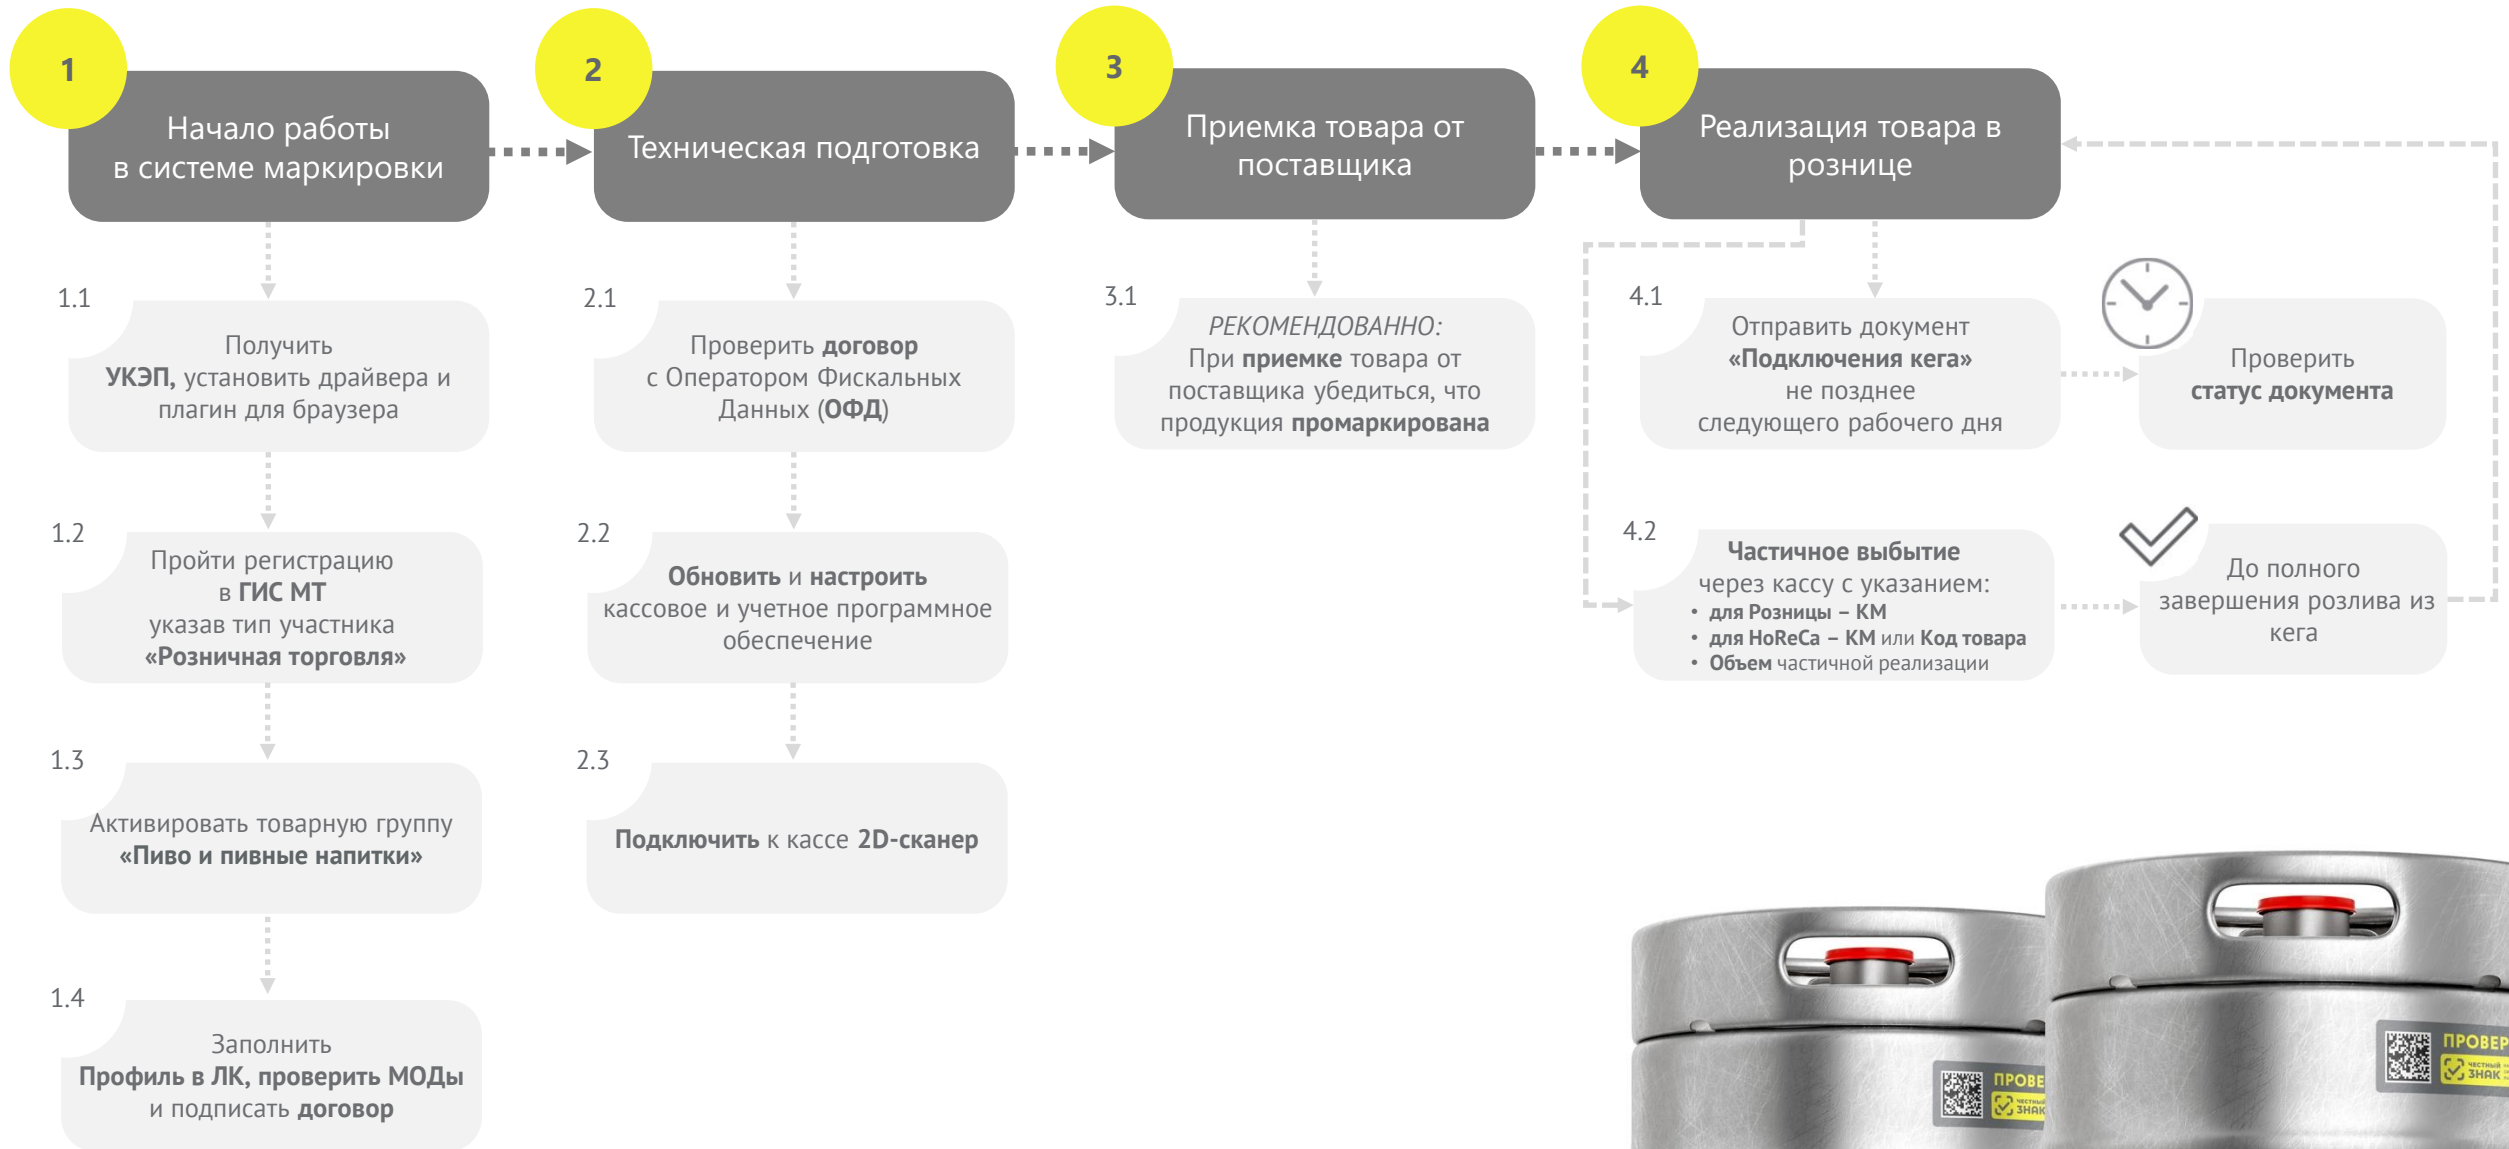 1
Начало работы
в системе маркировки
1.1
Получить
УКЭП, установить драйвера и
плагин для браузера
1.2
Пройти регистрацию
в ГИС МТ
указав тип участника
«Розничная торговля»
1.3
Активировать товарную группу
«Пиво и пивные напитки»
1.4
Заполнить
Профиль в ЛК, проверить МОДы
и подписать договор
2
Техническая подготовка
2.1
Проверить договор
с Оператором Фискальных
Данных (ОФД)
2.2
Обновить и настроить
кассовое и учетное программное
обеспечение
2.3
Подключить к кассе 2D-сканер
3
Приемка товара от
поставщика
3.1
РЕКОМЕНДОВАННО:
При приемке товара от
поставщика убедиться, что
продукция промаркирована
4
Реализация товара в
рознице
4.1
Отправить документ
«Подключения кега»
не позднее
следующего рабочего дня
Проверить
статус документа
4.2
Частичное выбытие
через кассу с указанием:
• для Розницы – КМ
• для HoReCa – КМ или Код товара
• Объем частичной реализации
До полного
завершения розлива из
кега
ПРОВЕ
ЧЕСТНЫЙ
ЗНАК
ПРОВЕР
ЧЕСТНЫЙ
ЗНАК